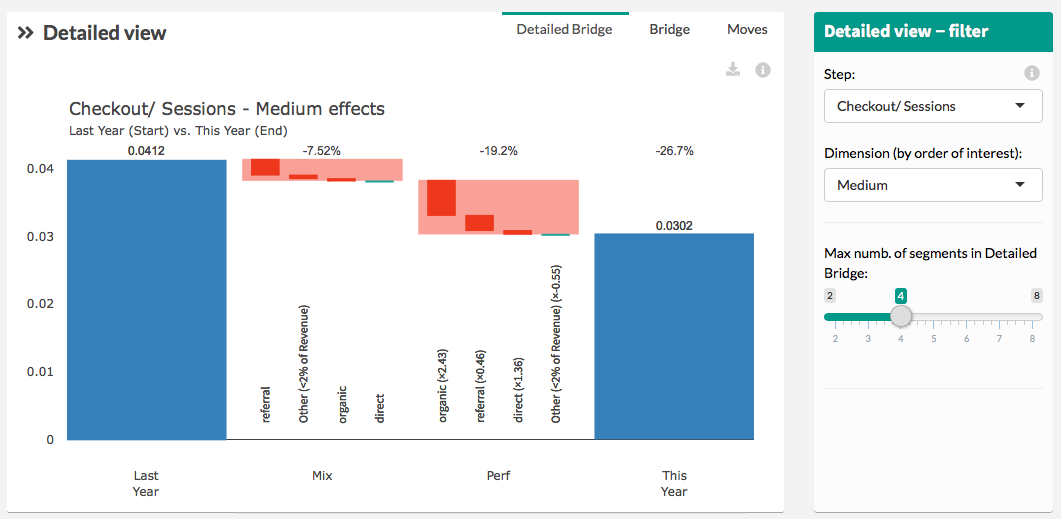 Detailed view
Detailed Bridge
Bridge
Moves
Checkout/ Sessions - Medium effects
Last Year (Start) vs. This Year (End)
0.0412
-7.52%
-19.2%
-26.7%
0.0302
0.04
0.03
0.02
0.01
0
referral
Other (<2% of Revenue)
organic
direct
organic (×2.43)
referral (×0.46)
direct (×1.36)
Other (<2% of Revenue) (×-0.55)
Last
Year
Mix
Perf
This
Year
Detailed view – filter
Step:
Checkout/ Sessions
Dimension (by order of interest):
Medium
Max numb. of segments in Detailed
Bridge:
2
4
8
2 3 4 5 6 7 8